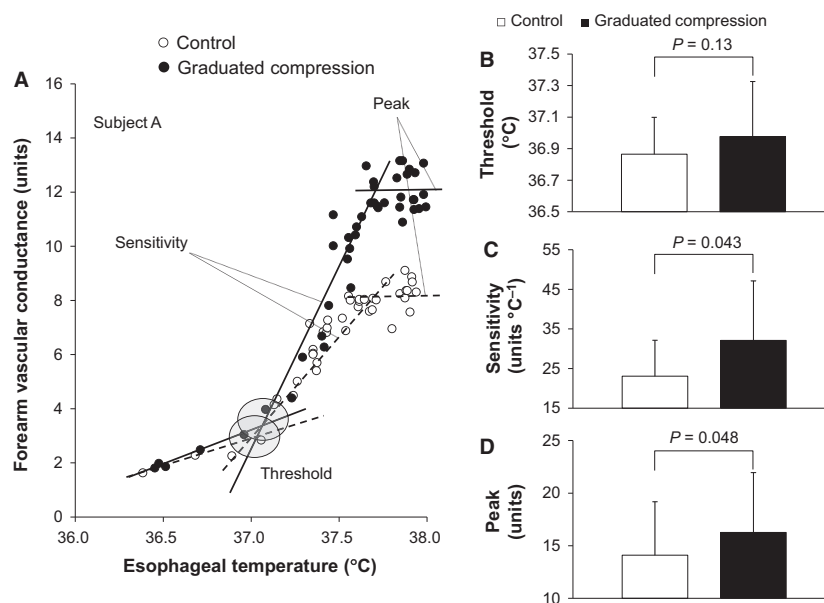 Control
Graduated compression
A
Subject A
Peak
Sensitivity
Threshold
Forearm vascular conductance (units)
16
14
12
10
8
6
4
2
0
36.0 36.5 37.0 37.5 38.0
Esophageal temperature (°C)
Control Graduated compression
B
P = 0.13
Threshold
(°C)
37.5
37.3
37.1
36.9
36.7
36.5
C
P = 0.043
Sensitivity
(units °C−1)
55
45
35
25
15
D
P = 0.048
Peak
(units)
25
20
15
10